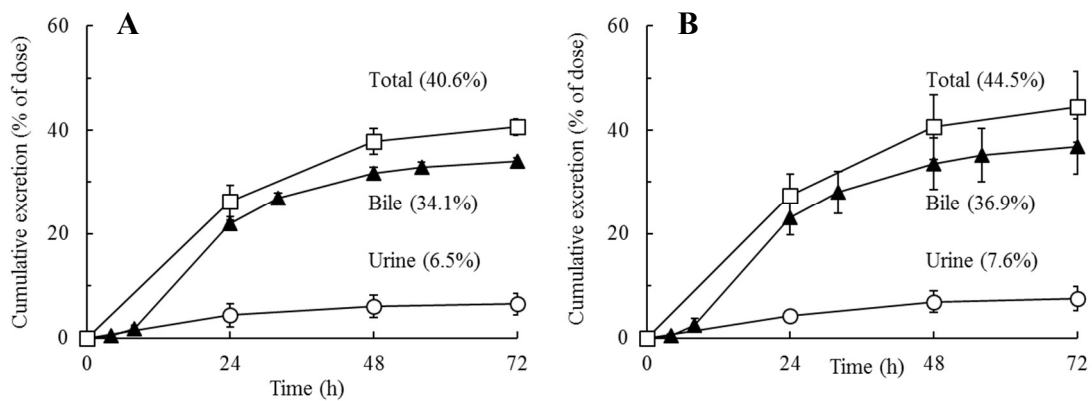 A
Cumulative excretion (% of dose)
60
40
20
0
Total (40.6%)
Bile (34.1%)
Urine (6.5%)
0 24 48 72
Time (h)
B
Cumulative excretion (% of dose)
60
40
20
0
Total (44.5%)
Bile (36.9%)
Urine (7.6%)
0 24 48 72
Time (h)